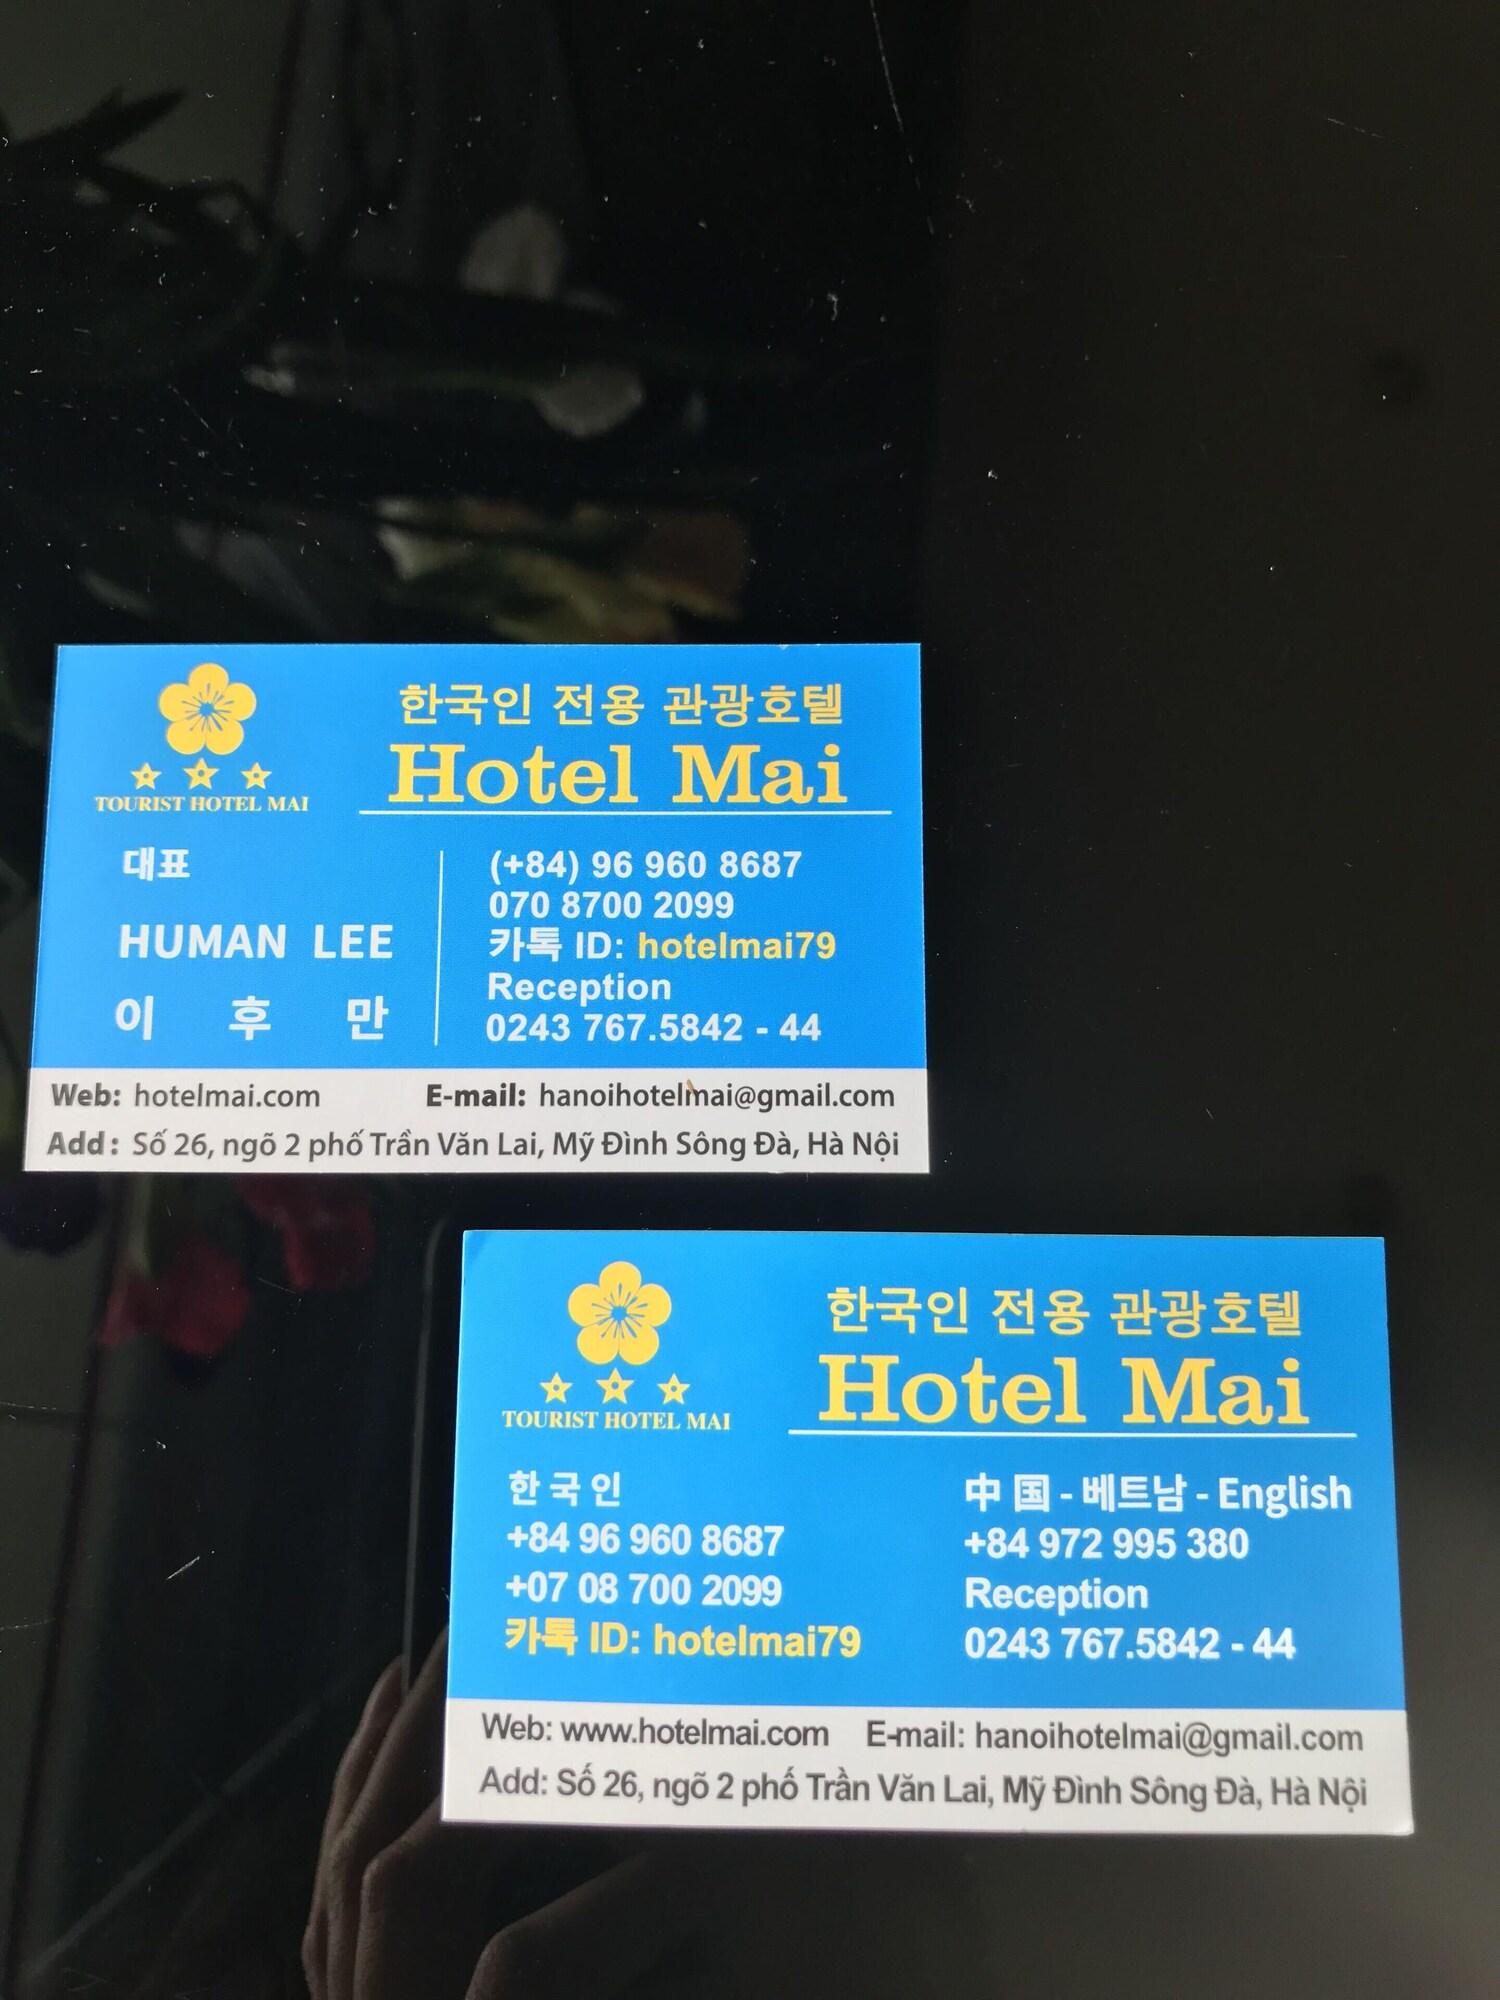 한국인 전용 관광호텔
Hotel Mai
TOURIST HOTEL MAI
대표
HUMAN LEE
이 후 만
(+84) 96 960 8687
070 8700 2099
카톡 ID: hotelmai79
Reception
0243 767.5842 - 44
Web: hotelmai.com E-mail: hanoihotelmai@gmail.com
Add : Số 26, ngõ 2 phố Trần Văn Lai, Mỹ Đình Sông Đà, Hà Nội
한국인 전용 관광호텔
Hotel Mai
TOURIST HOTEL MAI
한 국 인
+84 96 960 8687
+07 08 700 2099
카톡 ID: hotelmai79
中 国 - 베트남 - English
+84 972 995 380
Reception
0243 767.5842 - 44
Web: www.hotelmai.com E-mail: hanoihotelmai@gmail.com
Add: Số 26, ngõ 2 phố Trần Văn Lai, Mỹ Đình Sông Đà, Hà Nội